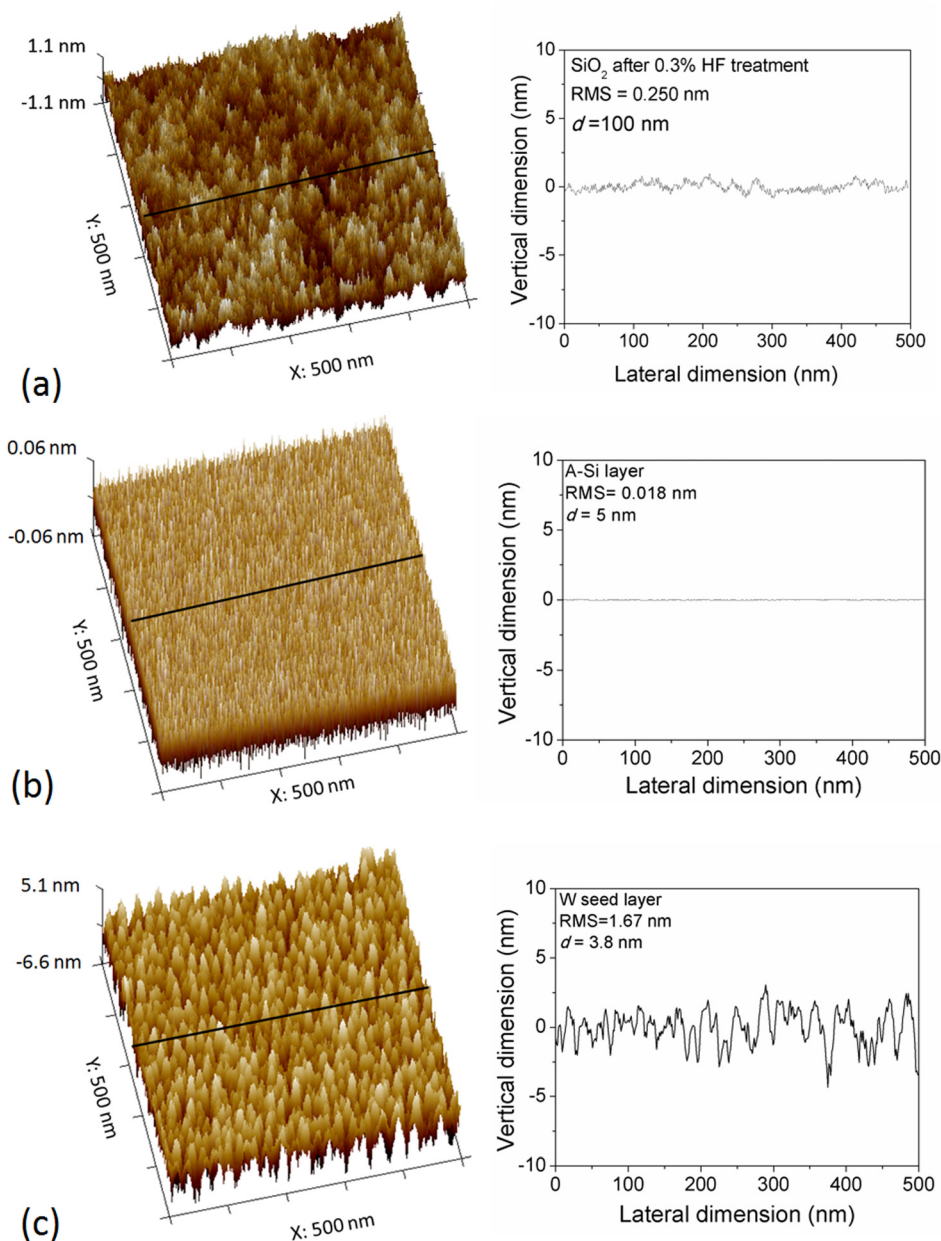 1.1 nm
-1.1 nm
Y: 500 nm
X: 500 nm
(a)
Vertical dimension (nm)
10
5
0
-5
-10
SiO₂ after 0.3% HF treatment
RMS = 0.250 nm
d =100 nm
0 100 200 300 400 500
Lateral dimension (nm)
0.06 nm
-0.06 nm
Y: 500 nm
X: 500 nm
(b)
Vertical dimension (nm)
10
5
0
-5
-10
A-Si layer
RMS= 0.018 nm
d = 5 nm
0 100 200 300 400 500
Lateral dimension (nm)
5.1 nm
-6.6 nm
Y: 500 nm
X: 500 nm
(c)
Vertical dimension (nm)
10
5
0
-5
-10
W seed layer
RMS=1.67 nm
d = 3.8 nm
0 100 200 300 400 500
Lateral dimension (nm)